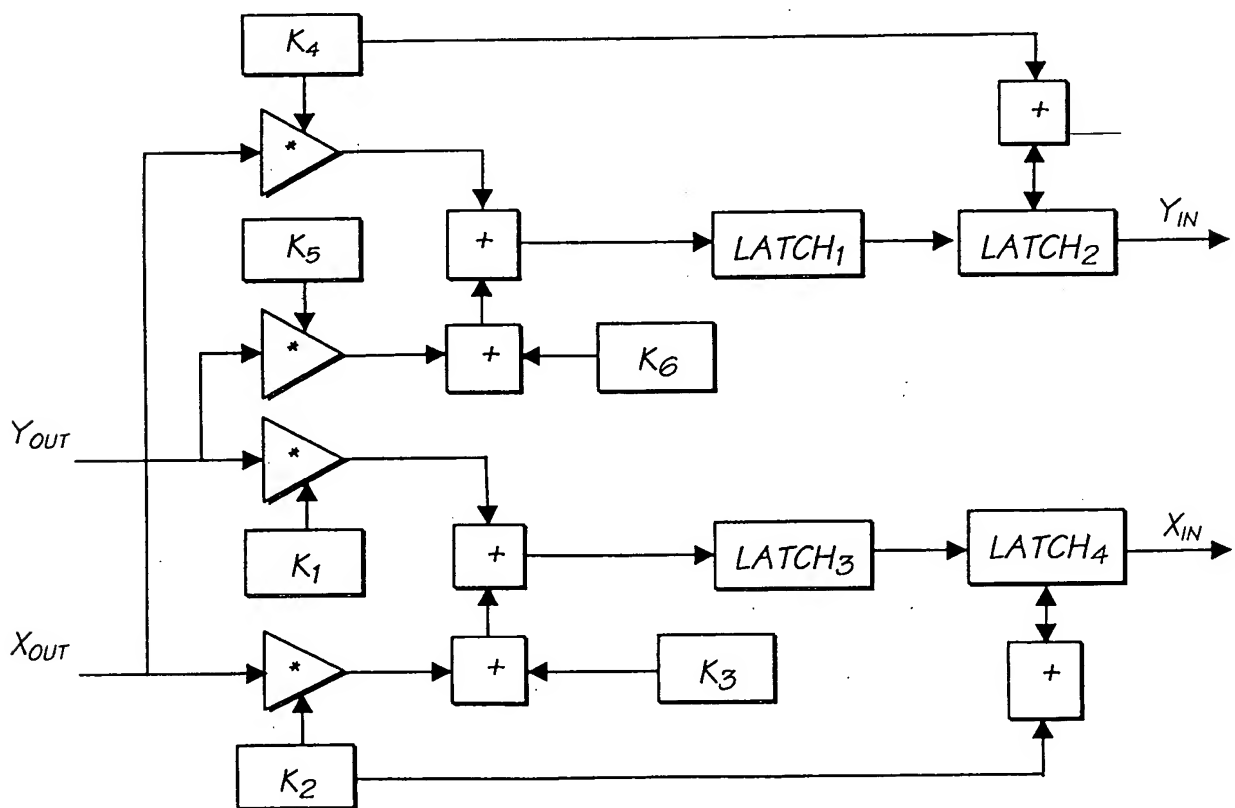 K4
+
*
K5
+
LATCH1
LATCH2
YIN
*
+
K6
YOUT
*
K1
+
LATCH3
LATCH4
XIN
XOUT
*
+
K3
+
K2